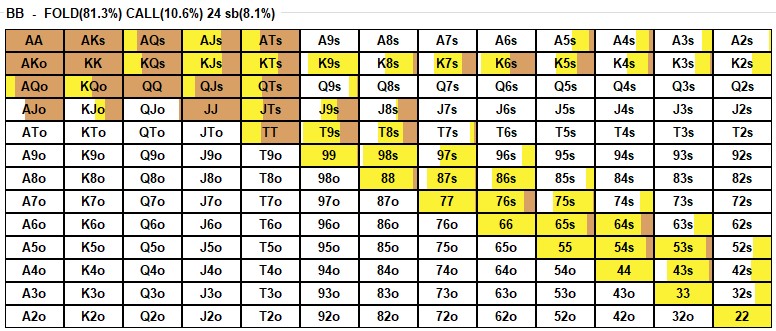 BB - FOLD(81.3%) CALL(10.6%) 24 sb(8.1%)
AA AKs AQs AJs ATs A9s A8s A7s A6s A5s A4s A3s A2s
AKo KK KQs KJs KTs K9s K8s K7s K6s K5s K4s K3s K2s
AQo KQo QQ QJs QTs Q9s Q8s Q7s Q6s Q5s Q4s Q3s Q2s
AJo KJo QJo JJ JTs J9s J8s J7s J6s J5s J4s J3s J2s
ATo KTo QTo JTo TT T9s T8s T7s T6s T5s T4s T3s T2s
A9o K9o Q9o J9o T9o 99 98s 97s 96s 95s 94s 93s 92s
A8o K8o Q8o J8o T8o 98o 88 87s 86s 85s 84s 83s 82s
A7o K7o Q7o J7o T7o 97o 87o 77 76s 75s 74s 73s 72s
A6o K6o Q6o J6o T6o 96o 86o 76o 66 65s 64s 63s 62s
A5o K5o Q5o J5o T5o 95o 85o 75o 65o 55 54s 53s 52s
A4o K4o Q4o J4o T4o 94o 84o 74o 64o 54o 44 43s 42s
A3o K3o Q3o J3o T3o 93o 83o 73o 63o 53o 43o 33 32s
A2o K2o Q2o J2o T2o 92o 82o 72o 62o 52o 42o 32o 22